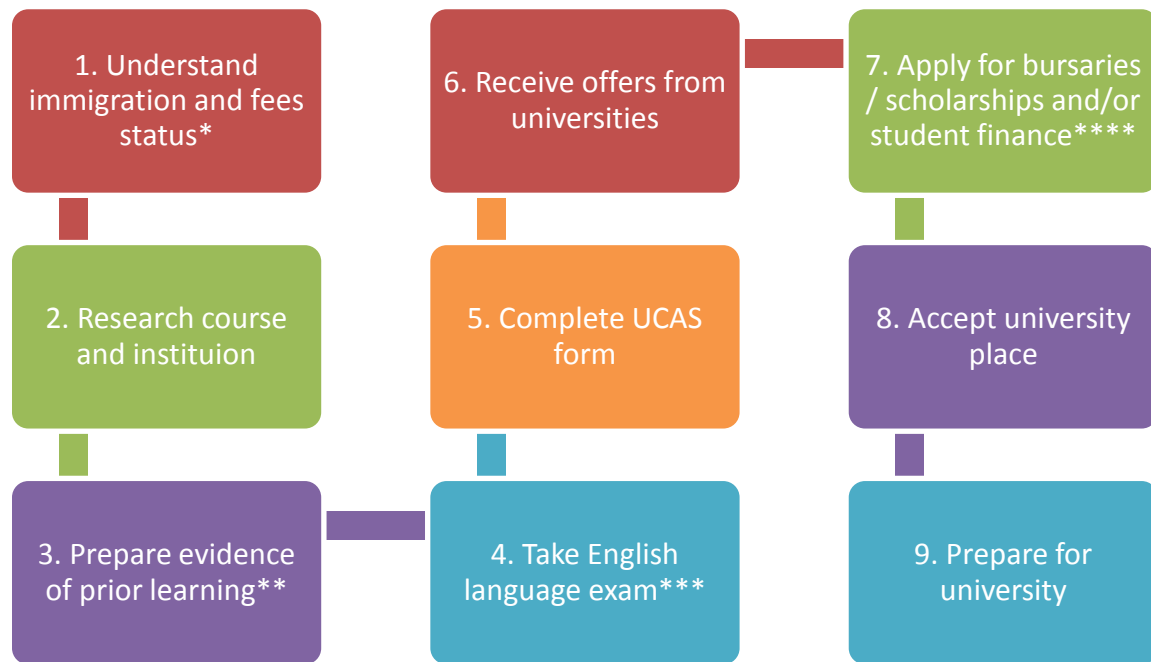 1. Understand
immigration and fees
status*
2. Research course
and instituion
3. Prepare evidence
of prior learning**
4. Take English
language exam***
5. Complete UCAS
form
6. Receive offers from
universities
7. Apply for bursaries
/ scholarships and/or
student finance****
8. Accept university
place
9. Prepare for
university